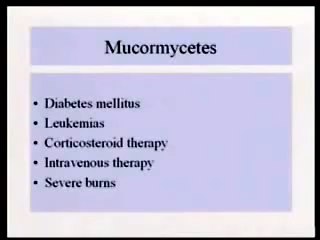 Mucormycetes
• Diabetes mellitus
• Leukemias
• Corticosteroid therapy
• Intravenous therapy
• Severe burns